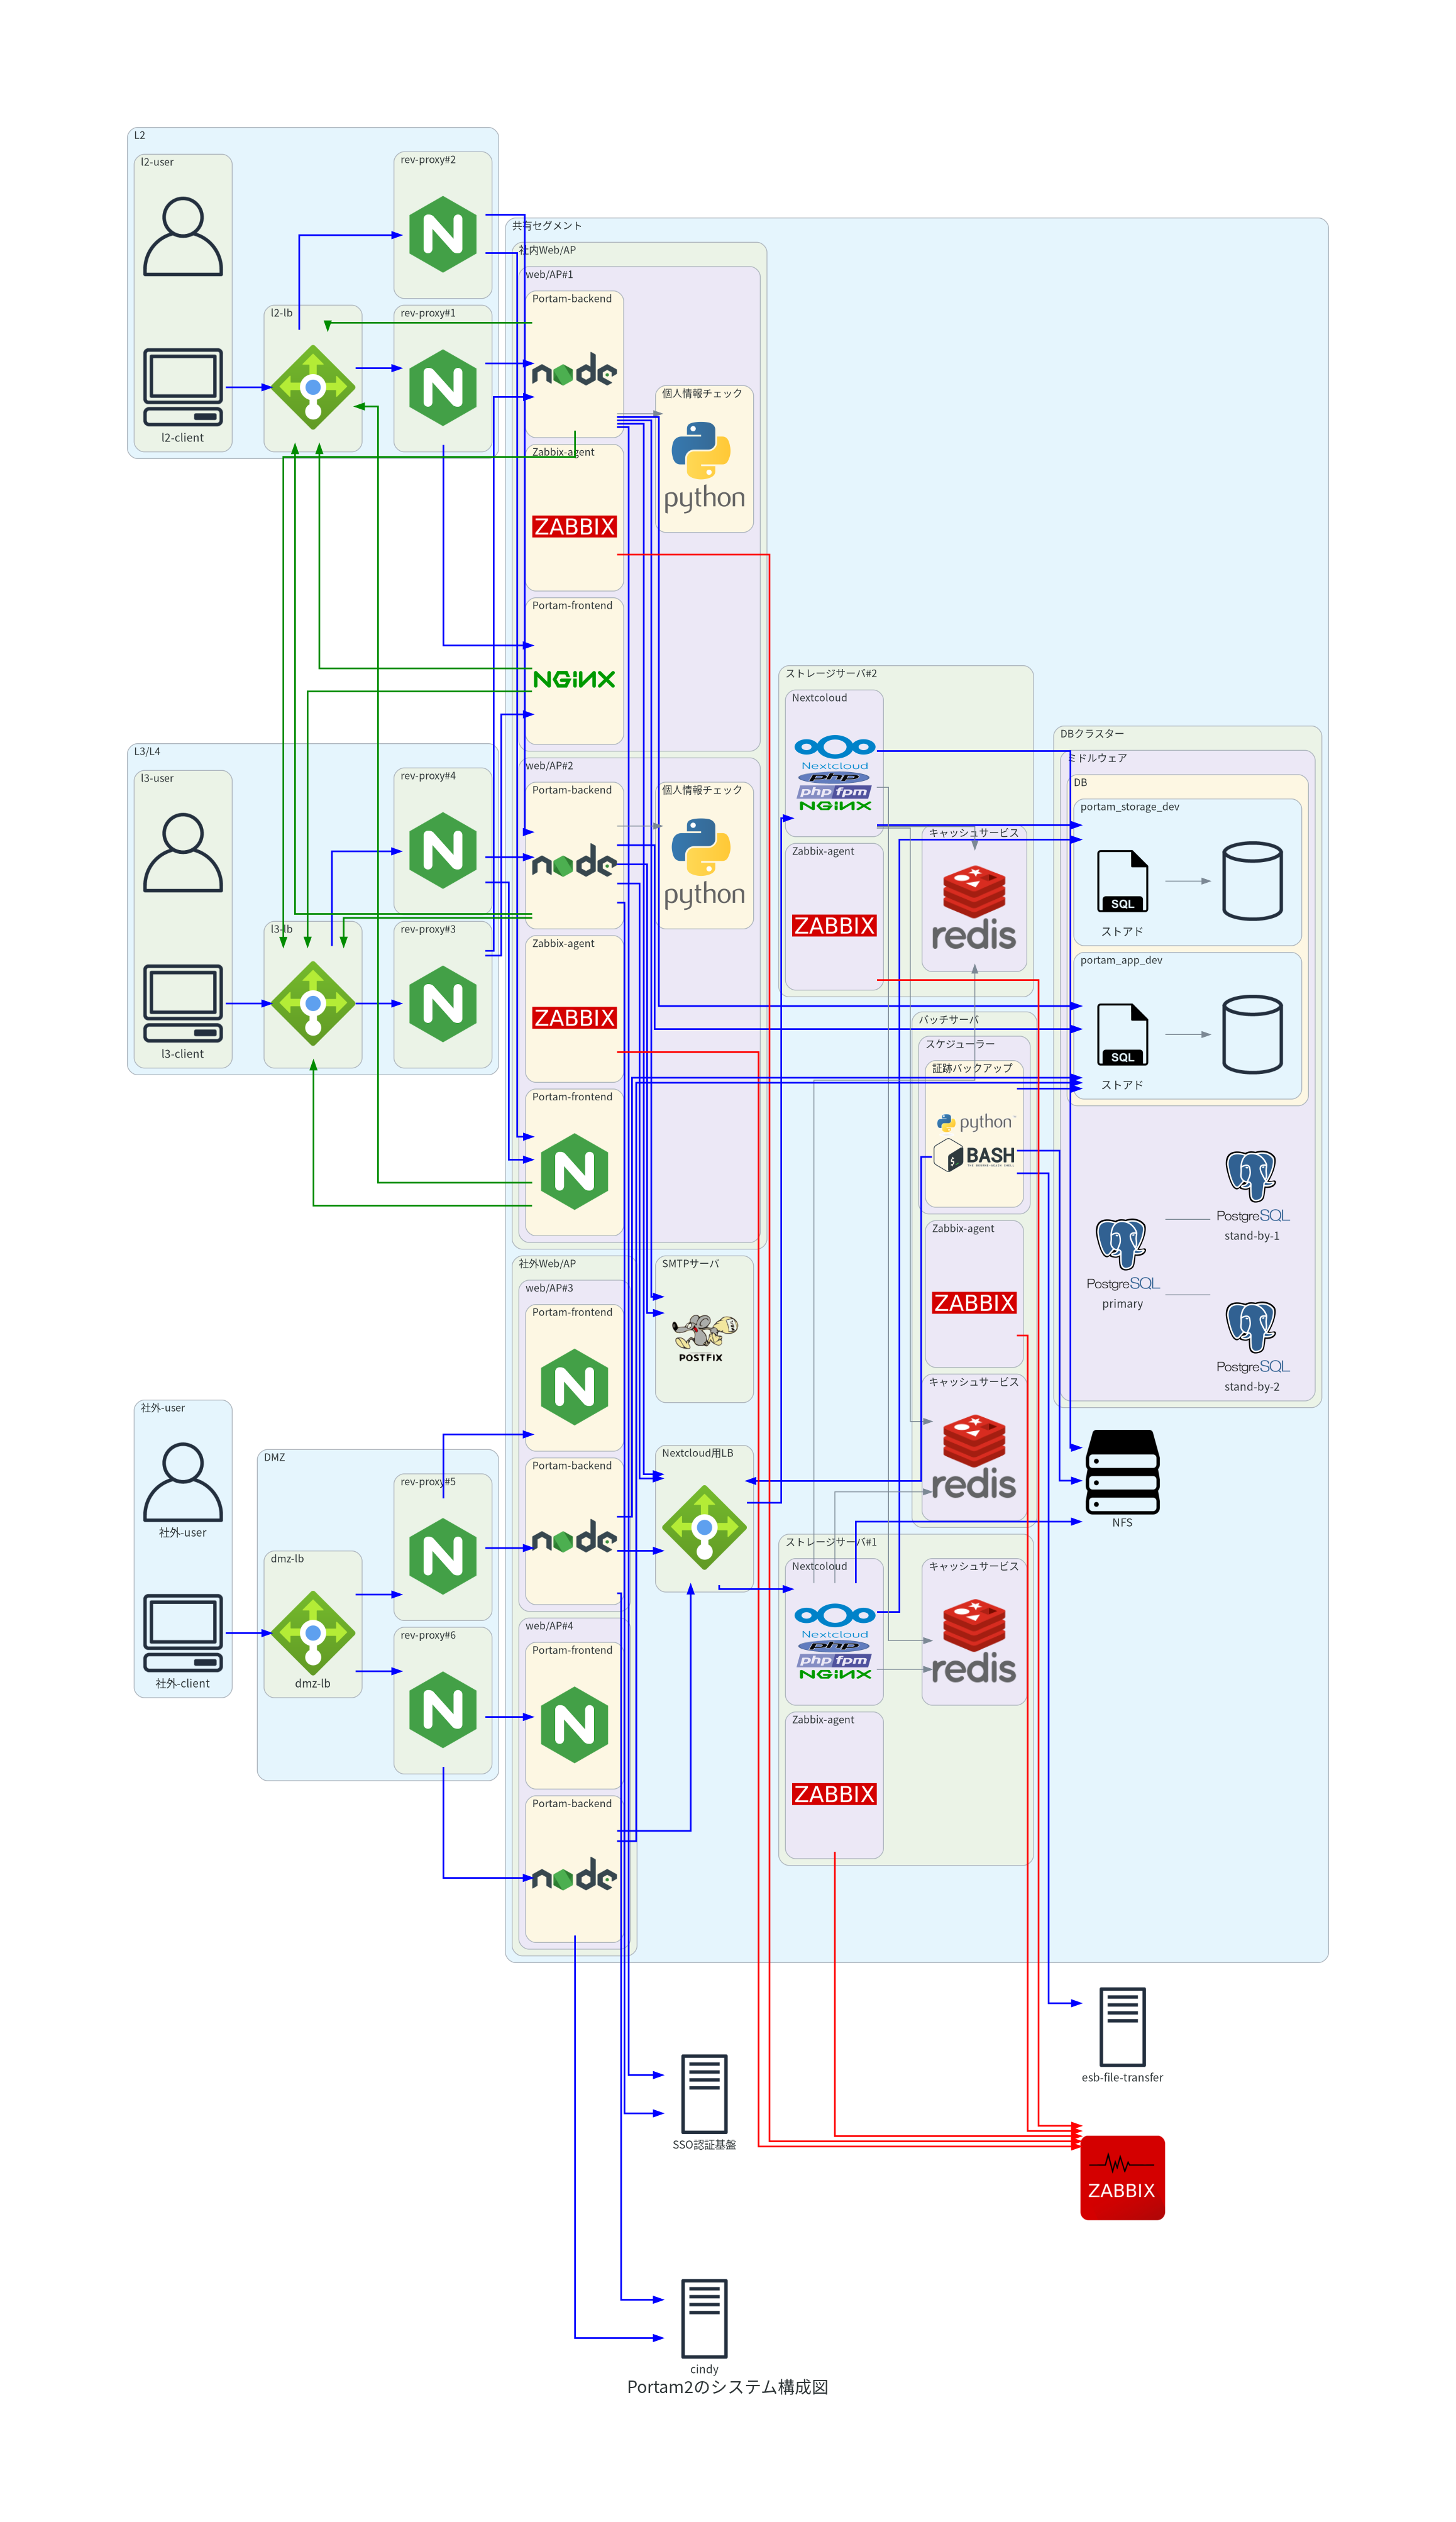 L2
l2-user
rev-proxy#2
共有セグメント
社内Web/AP
web/AP#1
Portam-backend
l2-lb
rev-proxy#1
node
個人情報チェック
python
l2-client
Zabbix-agent
ZABBIX
Portam-frontend
NGINX
ストレージサーバ#2
Nextcoloud
Nextcloud
php
php fpm
NGINX
DBクラスター
ミドルウェア
DB
portam_storage_dev
SQL
ストアド
L3/L4
l3-user
rev-proxy#4
web/AP#2
Portam-backend
node
個人情報チェック
python
Zabbix-agent
ZABBIX
キャッシュサービス
redis
l3-lb
rev-proxy#3
l3-client
Zabbix-agent
ZABBIX
portam_app_dev
SQL
ストアド
バッチサーバ
スケジューラー
証跡バックアップ
python
BASH
THE BOURNE-AGAIN SHELL
Portam-frontend
PostgreSQL
stand-by-1
PostgreSQL
primary
PostgreSQL
stand-by-2
Zabbix-agent
ZABBIX
社外Web/AP
web/AP#3
Portam-frontend
SMTPサーバ
POSTFIX
キャッシュサービス
redis
社外-user
社外-user
DMZ
rev-proxy#5
Portam-backend
node
Nextcloud用LB
NFS
dmz-lb
dmz-lb
社外-client
rev-proxy#6
web/AP#4
Portam-frontend
ストレージサーバ#1
Nextcoloud
Nextcloud
php
php fpm
NGINX
キャッシュサービス
redis
Zabbix-agent
ZABBIX
Portam-backend
node
esb-file-transfer
SSO認証基盤
ZABBIX
cindy
Portam2のシステム構成図